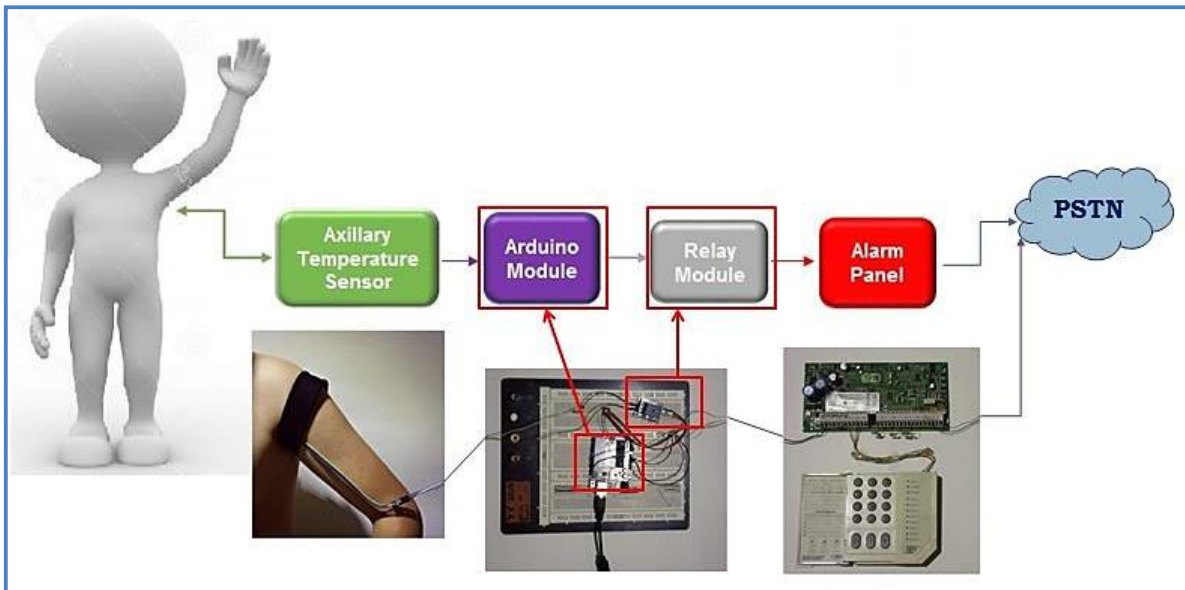 Axillary
Temperature
Sensor
Arduino
Module
Relay
Module
Alarm
Panel
PSTN